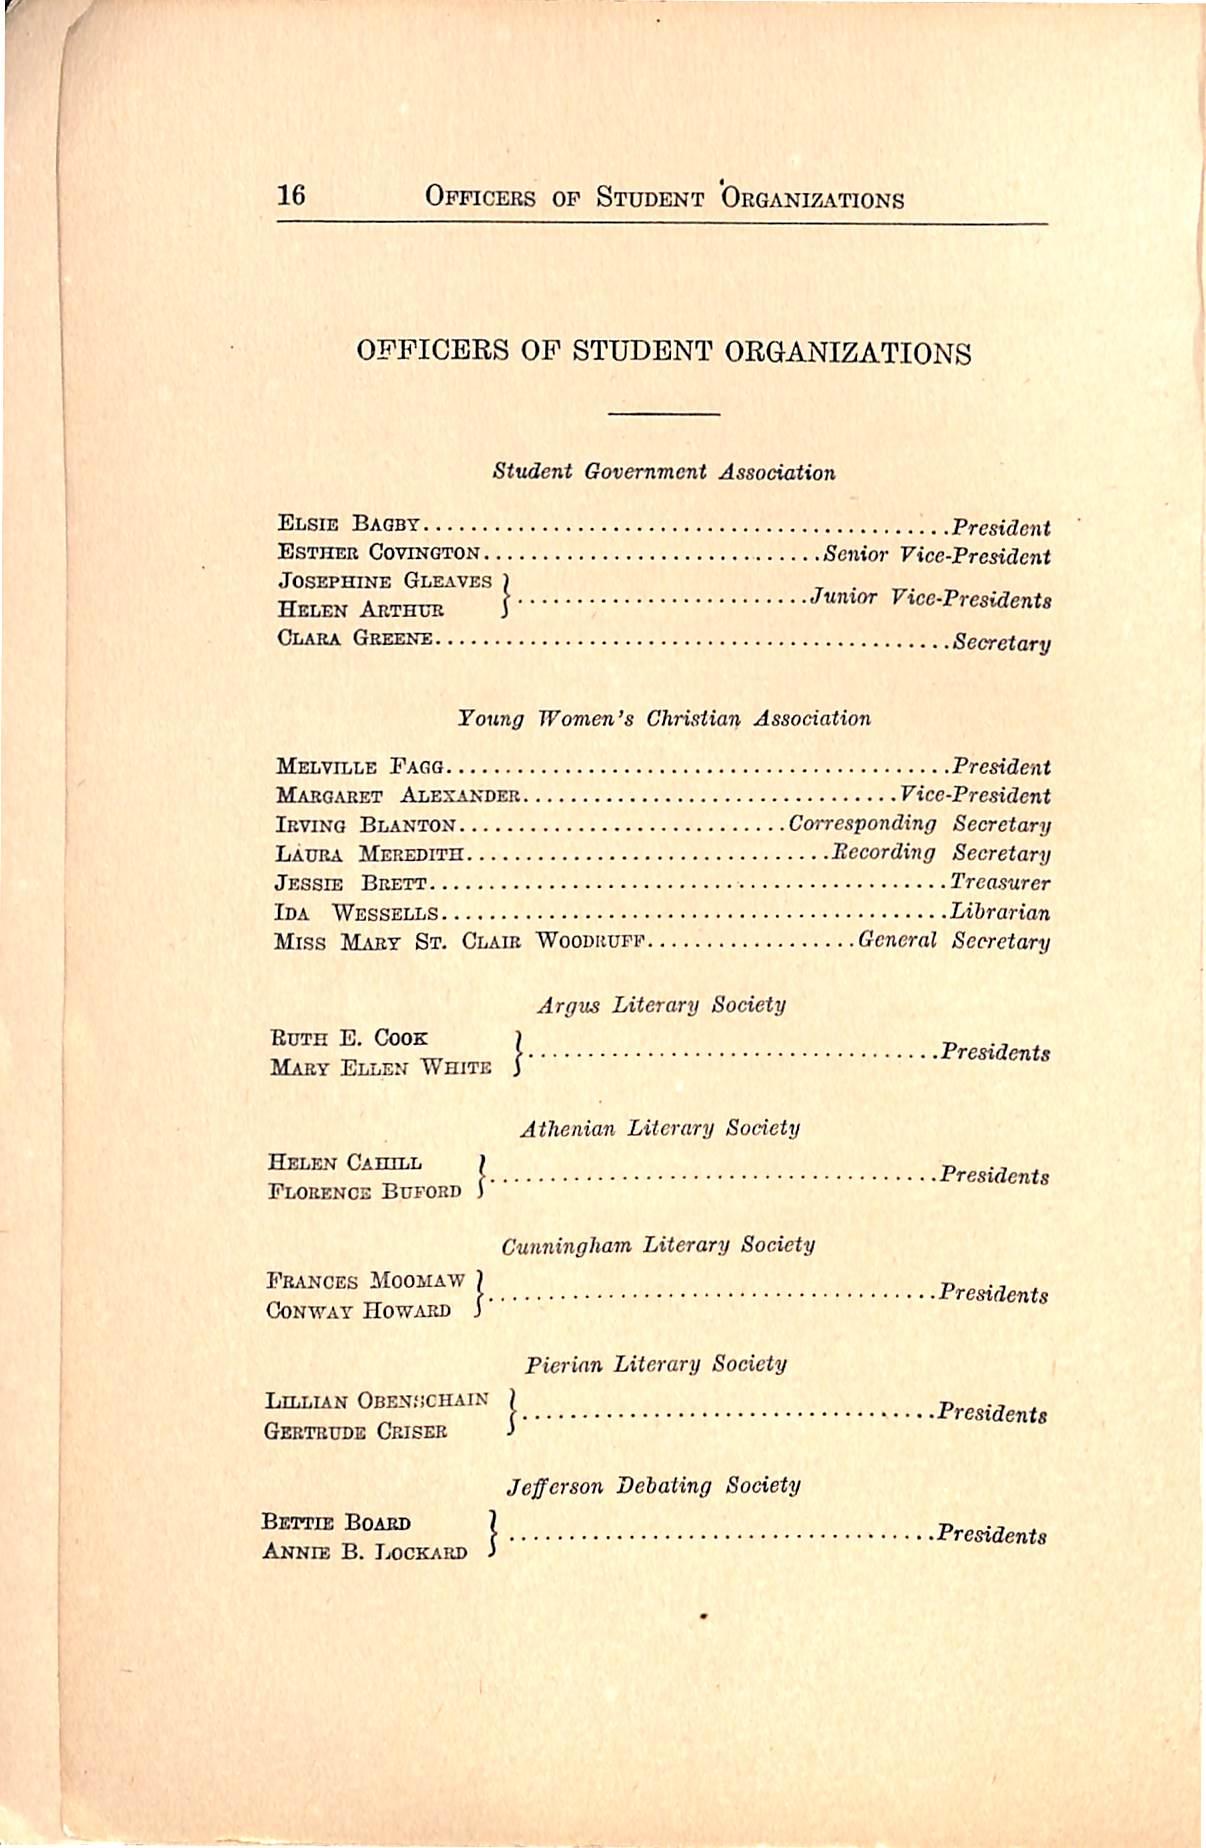 16 OFFICERS OF STUDENT ORGANIZATIONS
OFFICERS OF STUDENT ORGANIZATIONS
Student Government Association
ELSIE BAGBY............................................President
ESTHER COVINGTON.............................Senior Vice-President
JOSEPHINE GLEAVES
HELEN ARTHUR } .........................Junior Vice-Presidents
CLARA GREENE............................................Secretary
Young Women's Christian Association
MELVILLE FAGG...........................................President
MARGARET ALEXANDER................................Vice-President
IRVING BLANTON............................Corresponding Secretary
LAURA MEREDITH...............................Recording Secretary
JESSIE BRETT............................................Treasurer
IDA WESSELLS...........................................Librarian
MISS MARY ST. CLAIR WOODRUFF..................General Secretary
Argus Literary Society
RUTH E. COOK
MARY ELLEN WHITE } ...................................Presidents
Athenian Literary Society
HELEN CAHILL
FLORENCE BUFORD } ......................................Presidents
Cunningham Literary Society
FRANCES MOOMAW
CONWAY HOWARD } ......................................Presidents
Pierian Literary Society
LILLIAN OBENSCHAIN
GERTRUDE CRISER } ...................................Presidents
Jefferson Debating Society
BETTIE BOARD
ANNIE B. LOCKARD } ....................................Presidents